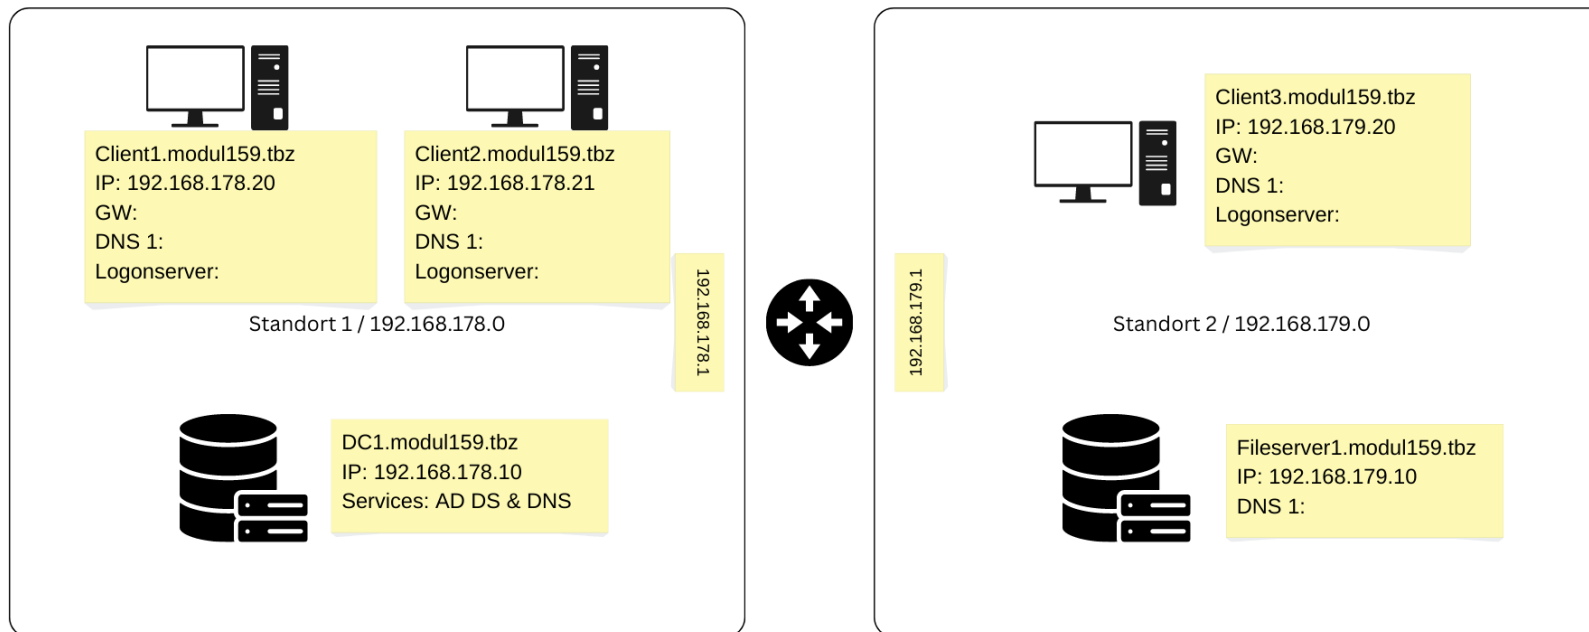 Client1.modul159.tbz
IP: 192.168.178.20
GW:
DNS 1:
Logonserver:
Client2.modul159.tbz
IP: 192.168.178.21
GW:
DNS 1:
Logonserver:
192.168.178.1
Standort 1 / 192.168.178.0
DC1.modul159.tbz
IP: 192.168.178.10
Services: AD DS & DNS
Client3.modul159.tbz
IP: 192.168.179.20
GW:
DNS 1:
Logonserver:
192.168.179.1
Standort 2 / 192.168.179.0
Fileserver1.modul159.tbz
IP: 192.168.179.10
DNS 1: